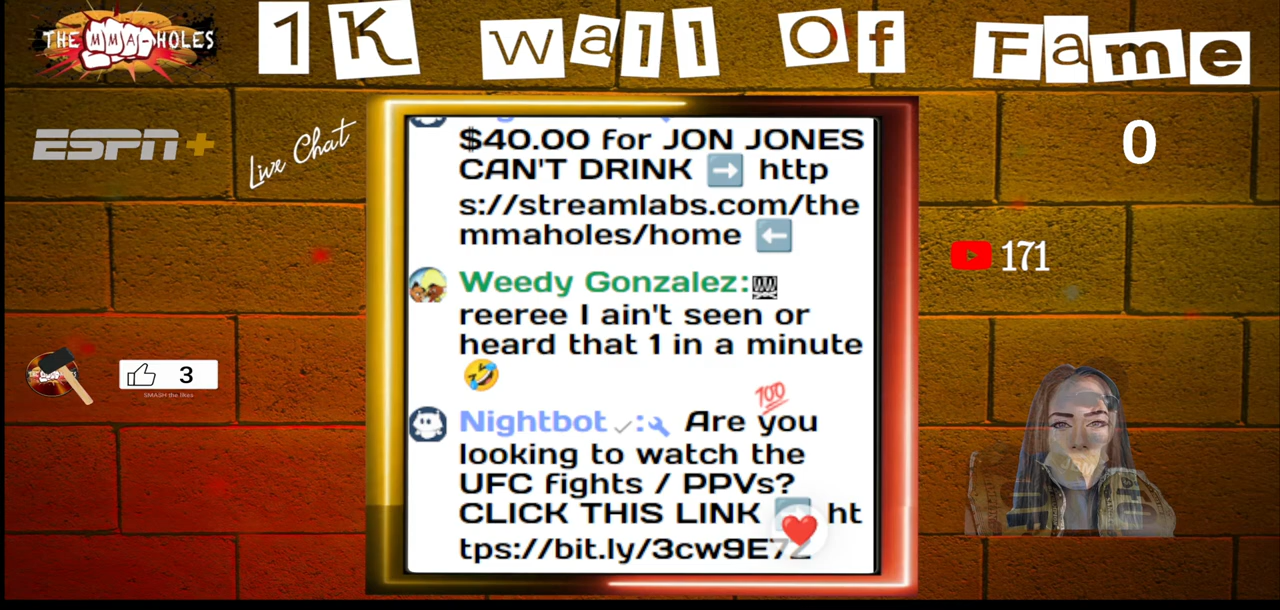 THE MMA-HOLES
1K Wall Of Fame
ESPN+
Live Chat
0
$40.00 for JON JONES
CAN'T DRINK ➡️ http
s://streamlabs.com/the
mmaholes/home ⬅️
171
Weedy Gonzalez:
reeree I ain't seen or
heard that 1 in a minute
🤣
3
SMASH the likes
💯
Nightbot ✓: Are you
looking to watch the
UFC fights / PPVs?
CLICK THIS LINK ➡️ ht